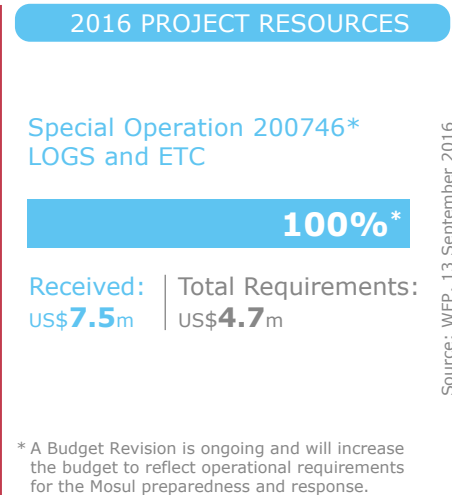 2016 PROJECT RESOURCES
Special Operation 200746*
LOGS and ETC
100%*
Received:
US$7.5m
Total Requirements:
US$4.7m
Source: WFP, 13 September 2016
* A Budget Revision is ongoing and will increase
the budget to reflect operational requirements
for the Mosul preparedness and response.